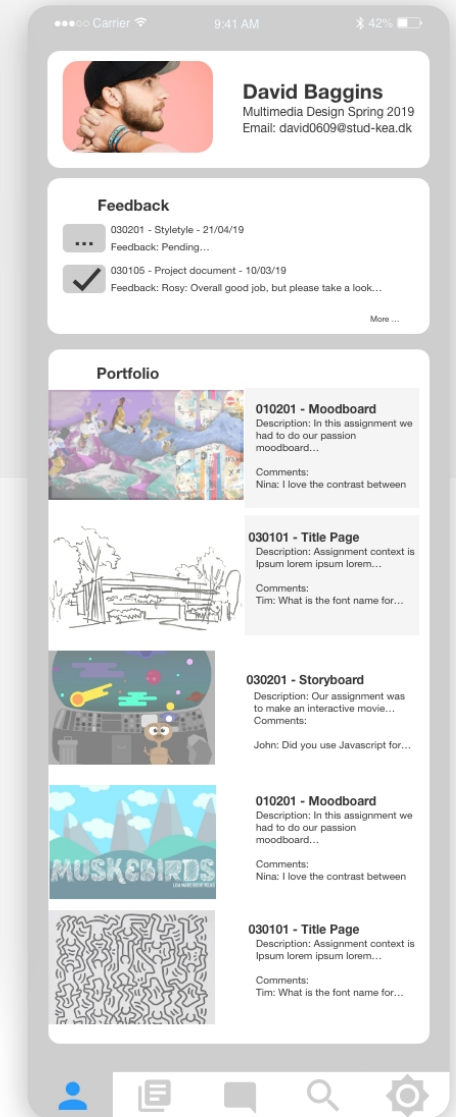 Carrier
9:41 AM
42%
David Baggins
Multimedia Design Spring 2019
Email: david0609@stud-kea.dk
Feedback
030201 - Styletyle - 21/04/19
Feedback: Pending…
030105 - Project document - 10/03/19
Feedback: Rosy: Overall good job, but please take a look…
More …
Portfolio
010201 - Moodboard
Description: In this assignment we
had to do our passion
moodboard…
Comments:
Nina: I love the contrast between
030101 - Title Page
Description: Assignment context is
Ipsum lorem ipsum lorem…
Comments:
Tim: What is the font name for…
030201 - Storyboard
Description: Our assignment was
to make an interactive movie…
Comments:
John: Did you use Javascript for…
MUSKEBIRDS
010201 - Moodboard
Description: In this assignment we
had to do our passion
moodboard…
Comments:
Nina: I love the contrast between
030101 - Title Page
Description: Assignment context is
Ipsum lorem ipsum lorem…
Comments:
Tim: What is the font name for…